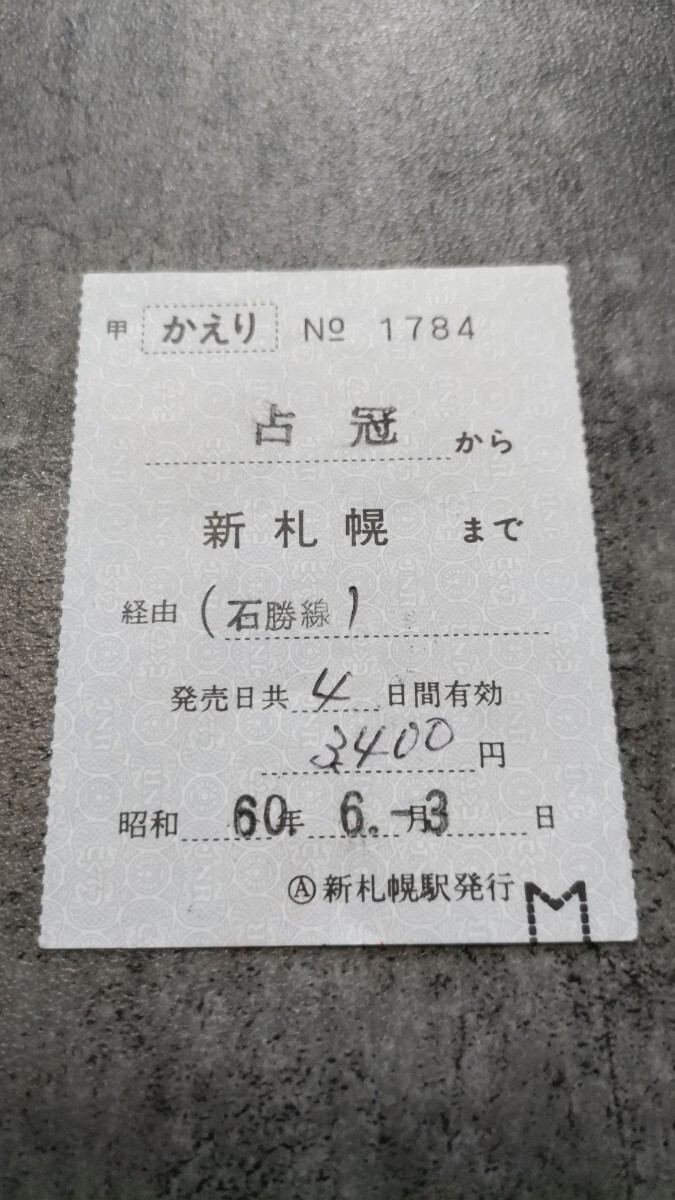 甲 かえり № 1784
占冠 から
新札幌 まで
経由 (石勝線)
発売日共 4 日間有効
3400 円
昭和 60年 6.-月3 日
Ⓐ新札幌駅発行